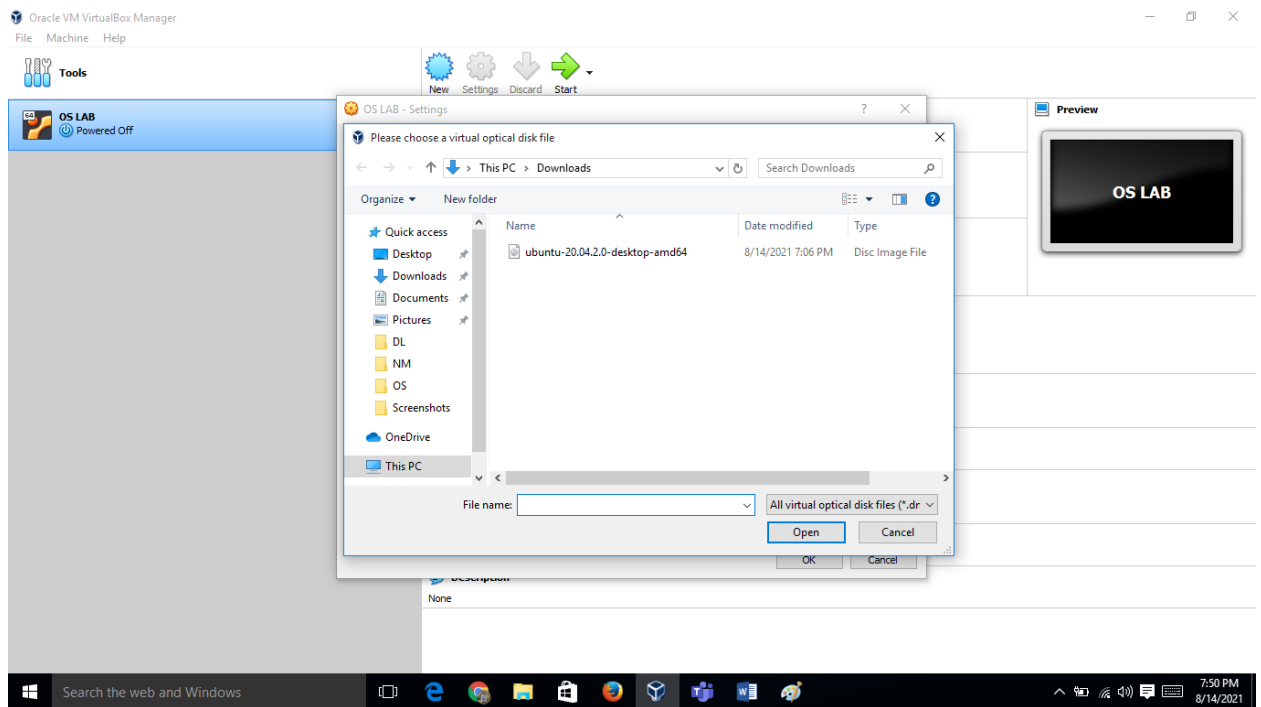 Oracle VM VirtualBox Manager
File Machine Help
Tools
New Settings Discard Start
64 OS LAB
Powered Off
OS LAB - Settings
Please choose a virtual optical disk file
This PC > Downloads
Search Downloads
Organize New folder
Name Date modified Type
ubuntu-20.04.2.0-desktop-amd64 8/14/2021 7:06 PM Disc Image File
Quick access
Desktop
Downloads
Documents
Pictures
DL
NM
OS
Screenshots
OneDrive
This PC
File name: All virtual optical disk files (*.dr
Open Cancel
OK Cancel
Preview
OS LAB
Description
None
Search the web and Windows
7:50 PM
8/14/2021